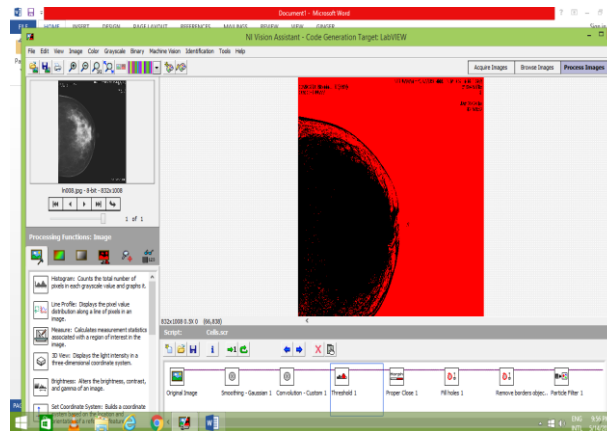 Document1 - Microsoft Word
FILE HOME INSERT DESIGN PAGE LAYOUT REFERENCES MAILINGS REVIEW VIEW
Sign in
NI Vision Assistant - Code Generation Target: LabVIEW
File Edit View Image Color Grayscale Binary Machine Vision Identification Tools Help
Acquire Images Browse Images Process Images
8-bit - 832x1008
1 of 1
Processing Functions: Image
Histogram: Counts the total number of
pixels in each grayscale value and graphs it.
Line Profile: Displays the pixel value
distribution along a line of pixels in an
image.
Measure: Calculates measurement statistics
associated with a region of interest in the
image.
3D View: Displays the light intensity in a
three-dimensional coordinate system.
Brightness: Alters the brightness, contrast,
and gamma of an image.
Set Coordinate System: Builds a coordinate
832x1008 0.5X 0
Script: Cells.scr
Original Image Smoothing - Gaussian 1 Convolution - Custom 1 Threshold 1 Proper Close 1 Fill holes 1 Remove borders objec... Particle Filter 1
ENG
INTL